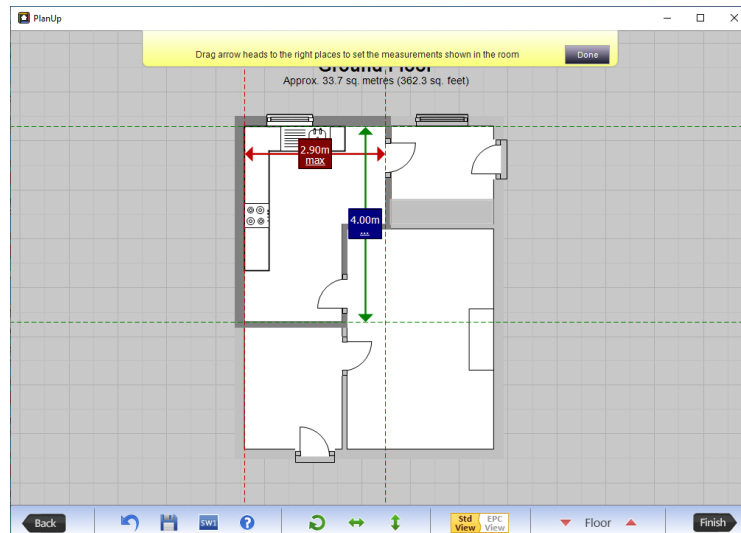 PlanUp
Drag arrow heads to the right places to set the measurements shown in the room
Done
Ground Floor
Approx. 33.7 sq. metres (362.3 sq. feet)
2.90m
max
4.00m
...
Back
SW1
?
Std
View
EPC
View
Floor
Finish